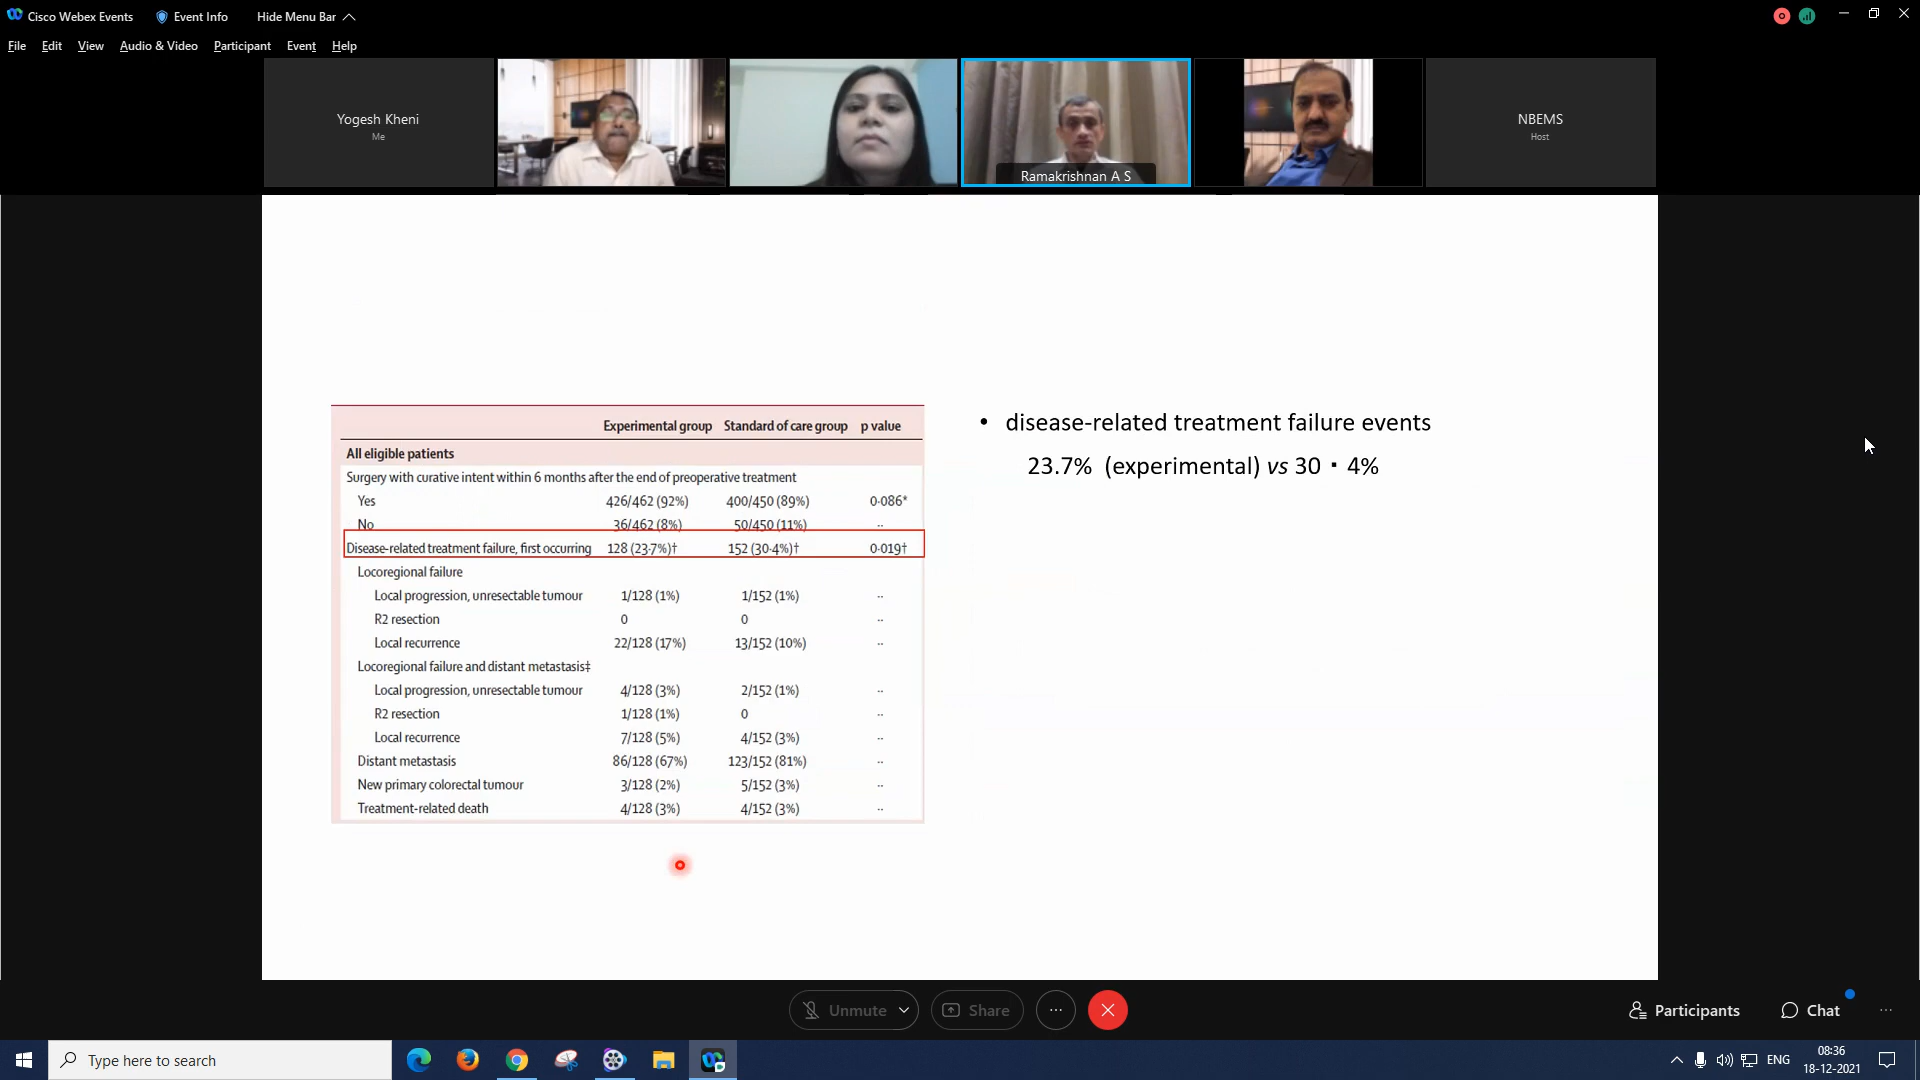 Cisco Webex Events Event Info Hide Menu Bar
File Edit View Audio & Video Participant Event Help
Yogesh Kheni
Me
Ramakrishnan A S
NBEMS
Host
Experimental group Standard of care group p value
All eligible patients
Surgery with curative intent within 6 months after the end of preoperative treatment
Yes 426/462 (92%) 400/450 (89%) 0·086*
No 36/462 (8%) 50/450 (11%) ··
Disease-related treatment failure, first occurring 128 (23·7%)† 152 (30·4%)† 0·019†
Locoregional failure
Local progression, unresectable tumour 1/128 (1%) 1/152 (1%) ··
R2 resection 0 0 ··
Local recurrence 22/128 (17%) 13/152 (10%) ··
Locoregional failure and distant metastasis‡
Local progression, unresectable tumour 4/128 (3%) 2/152 (1%) ··
R2 resection 1/128 (1%) 0 ··
Local recurrence 7/128 (5%) 4/152 (3%) ··
Distant metastasis 86/128 (67%) 123/152 (81%) ··
New primary colorectal tumour 3/128 (2%) 5/152 (3%) ··
Treatment-related death 4/128 (3%) 4/152 (3%) ··
• disease-related treatment failure events
23.7% (experimental) vs 30·4%
Unmute Share ··· Participants Chat ···
Type here to search ENG 08:36
18-12-2021